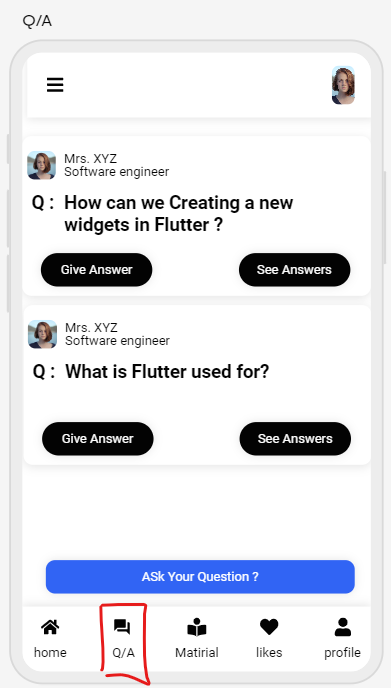 Q/A
Mrs. XYZ
Software engineer
Q : How can we Creating a new
widgets in Flutter ?
Give Answer See Answers
Mrs. XYZ
Software engineer
Q : What is Flutter used for?
Give Answer See Answers
ASk Your Question ?
home Q/A Matirial likes profile